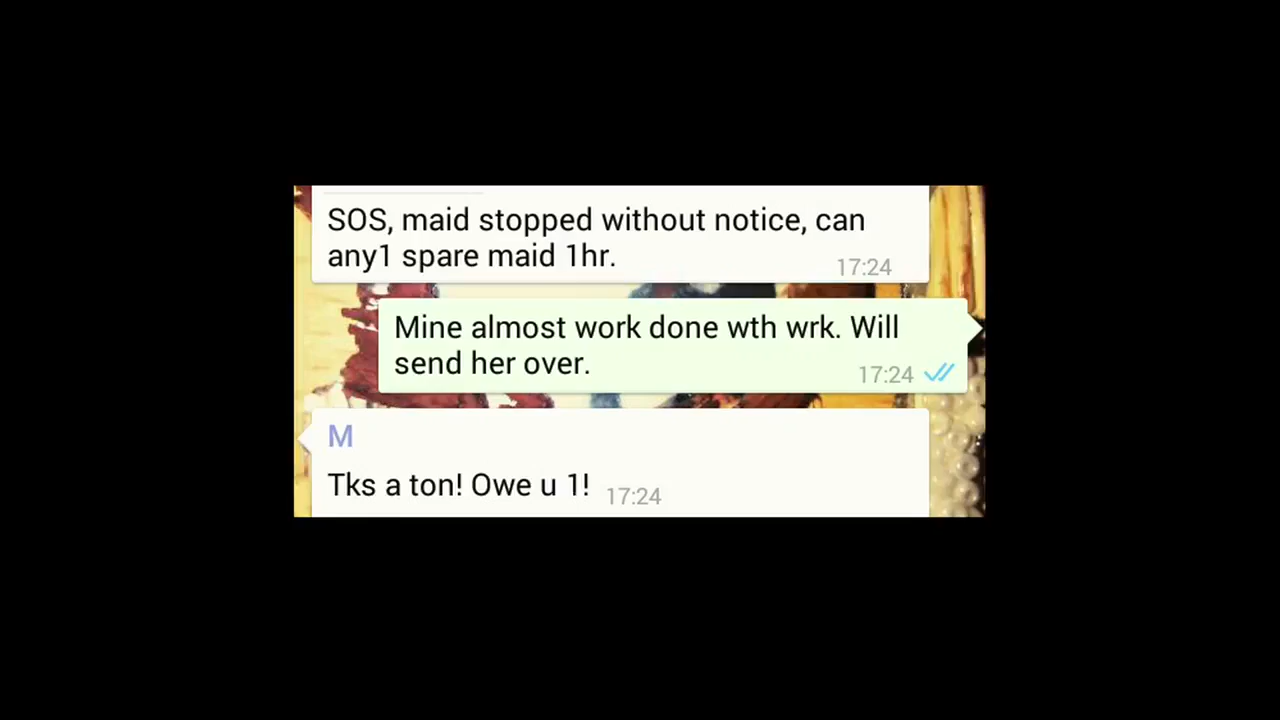 SOS, maid stopped without notice, can
any1 spare maid 1hr.
17:24
Mine almost work done wth wrk. Will
send her over.
17:24
M
Tks a ton! Owe u 1! 17:24